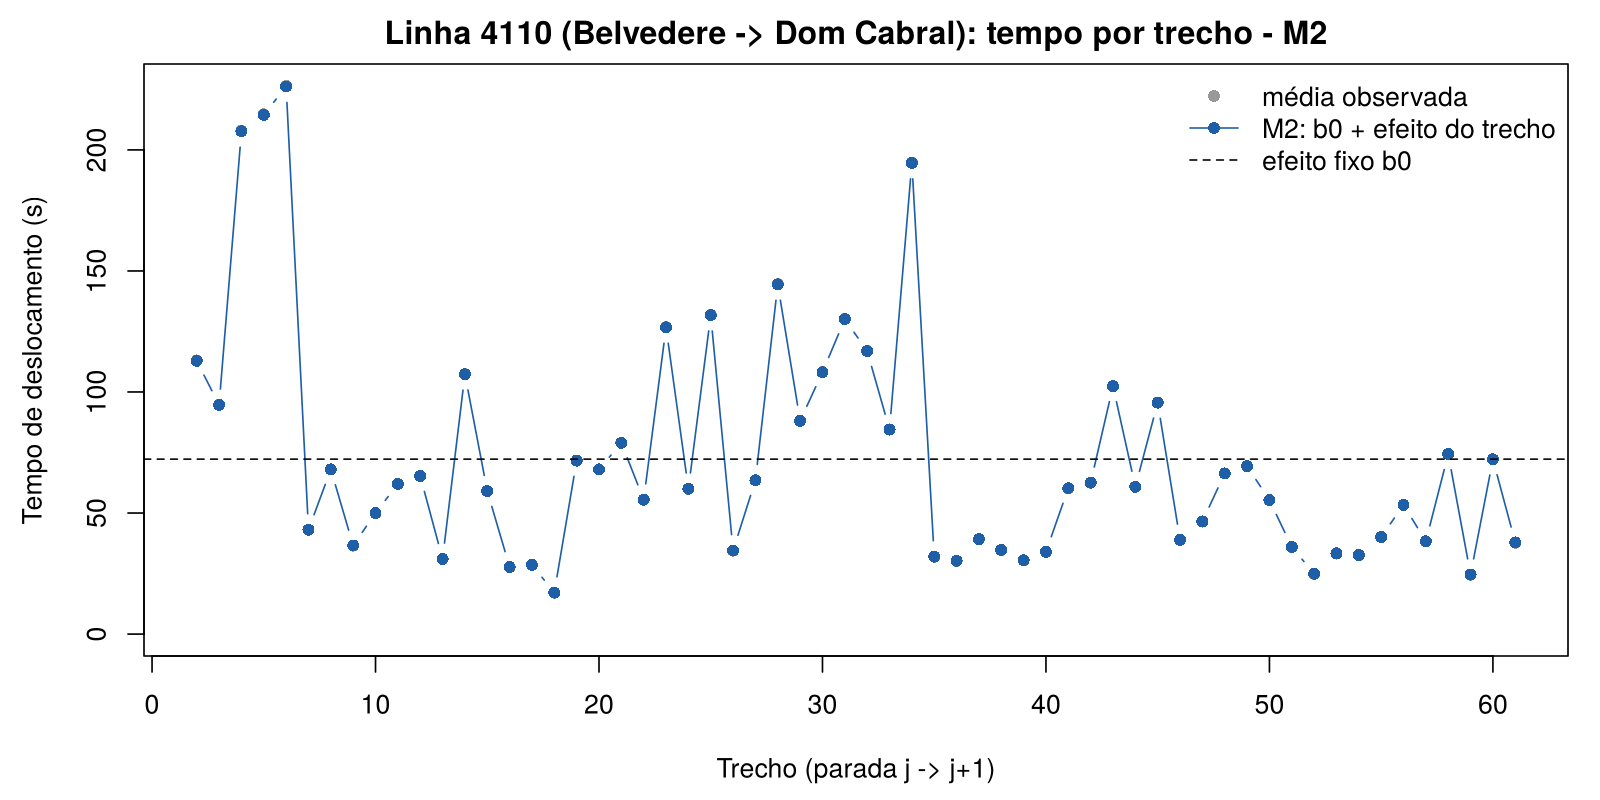 Linha 4110 (Belvedere -> Dom Cabral): tempo por trecho - M2
média observada
M2: b0 + efeito do trecho
efeito fixo b0
Tempo de deslocamento (s)
200
150
100
50
0
0 10 20 30 40 50 60
Trecho (parada j -> j+1)